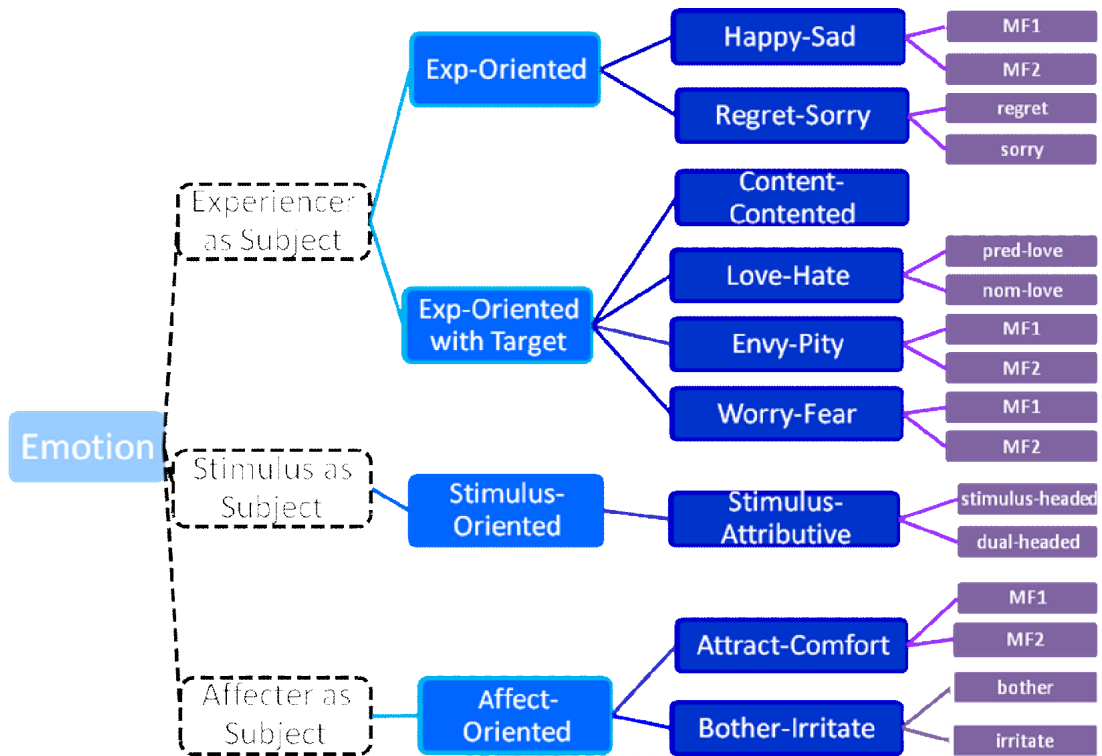 Emotion
Experiencer
as Subject
Stimulus as
Subject
Affecter as
Subject
Exp-Oriented
Exp-Oriented
with Target
Stimulus-
Oriented
Affect-
Oriented
Happy-Sad
Regret-Sorry
Content-
Contented
Love-Hate
Envy-Pity
Worry-Fear
Stimulus-
Attributive
Attract-Comfort
Bother-Irritate
MF1
MF2
regret
sorry
pred-love
nom-love
MF1
MF2
MF1
MF2
stimulus-headed
dual-headed
MF1
MF2
bother
irritate